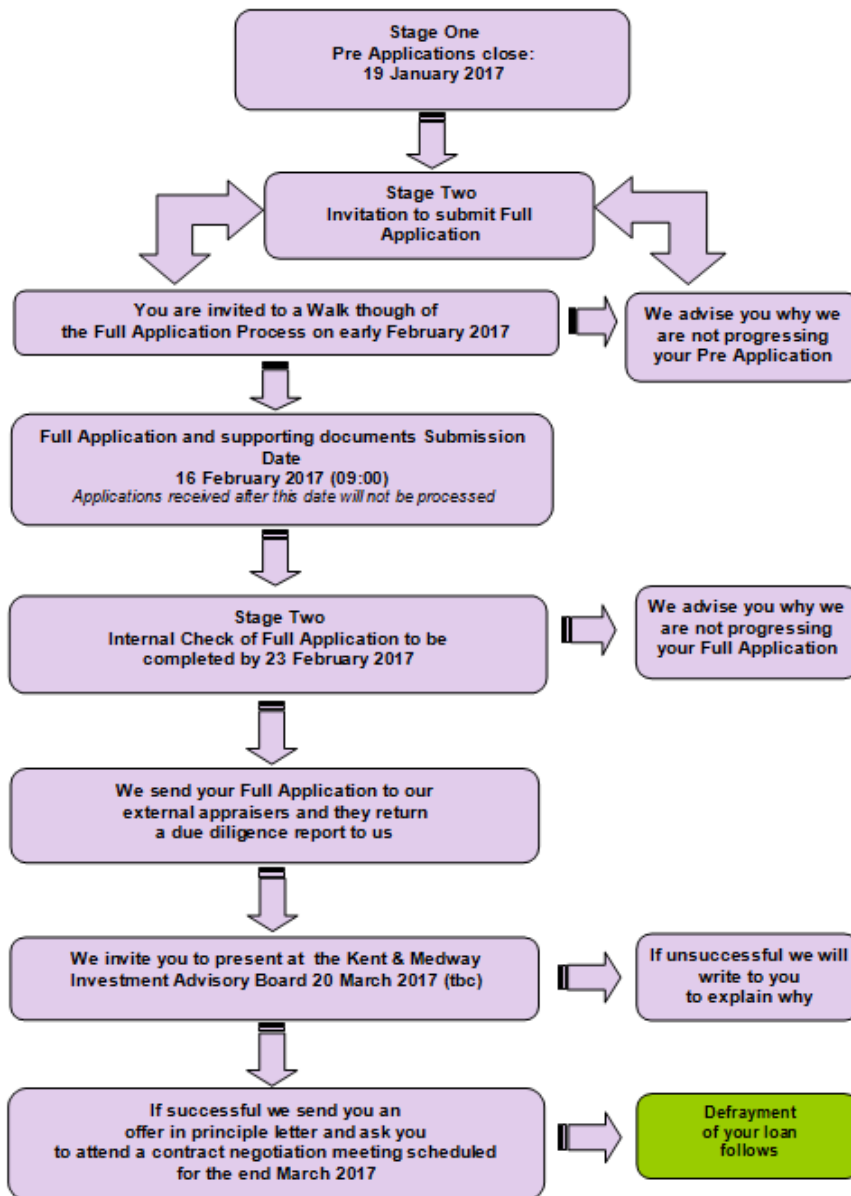 Stage One
Pre Applications close:
19 January 2017
Stage Two
Invitation to submit Full
Application
You are invited to a Walk though of
the Full Application Process on early February 2017
We advise you why we
are not progressing
your Pre Application
Full Application and supporting documents Submission
Date
16 February 2017 (09:00)
Applications received after this date will not be processed
Stage Two
Internal Check of Full Application to be
completed by 23 February 2017
We advise you why we
are not progressing
your Full Application
We send your Full Application to our
external appraisers and they return
a due diligence report to us
We invite you to present at the Kent & Medway
Investment Advisory Board 20 March 2017 (tbc)
If unsuccessful we will
write to you
to explain why
If successful we send you an
offer in principle letter and ask you
to attend a contract negotiation meeting scheduled
for the end March 2017
Defrayment
of your loan
follows